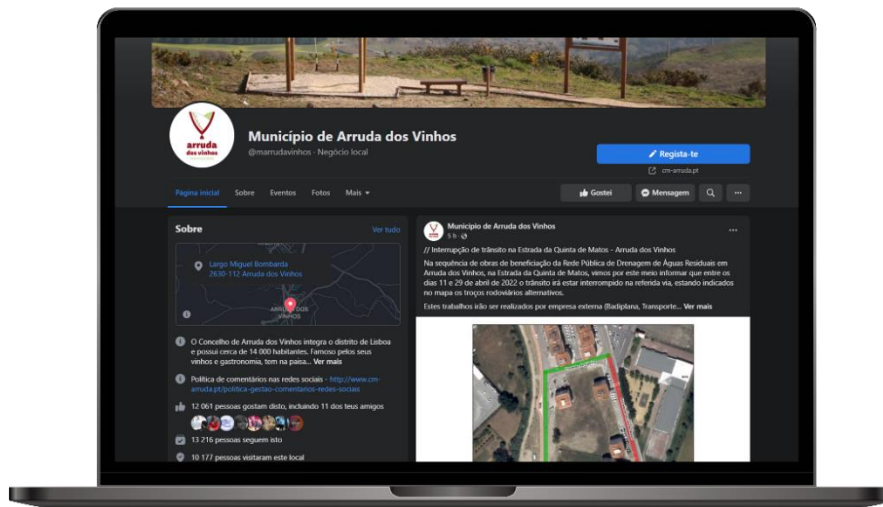 arruda
dos vinhos
Município de Arruda dos Vinhos
@marrudavinhos · Negócio local
Regista-te
cm-arruda.pt
Página inicial
Sobre
Eventos
Fotos
Mais
Gostei
Mensagem
Sobre
Ver tudo
Largo Miguel Bombarda
2630-112 Arruda dos Vinhos
ARRUDA DOS
VINHOS
O Concelho de Arruda dos Vinhos integra o distrito de Lisboa
e possui cerca de 14 000 habitantes. Famoso pelos seus
vinhos e gastronomia, tem na paisa... Ver mais
Política de comentários nas redes sociais - http://www.cm-
arruda.pt/politica-gestao-comentarios-redes-sociais
12 061 pessoas gostam disto, incluindo 11 dos teus amigos
13 216 pessoas seguem isto
10 177 pessoas visitaram este local
Município de Arruda dos Vinhos
5 h
// Interrupção de trânsito na Estrada da Quinta de Matos - Arruda dos Vinhos
Na sequência de obras de beneficiação da Rede Pública de Drenagem de Águas Residuais em
Arruda dos Vinhos, na Estrada da Quinta de Matos, vimos por este meio informar que entre os
dias 11 e 29 de abril de 2022 o trânsito irá estar interrompido na referida via, estando indicados
no mapa os troços rodoviários alternativos.
Estes trabalhos irão ser realizados por empresa externa (Badiplana, Transporte... Ver mais